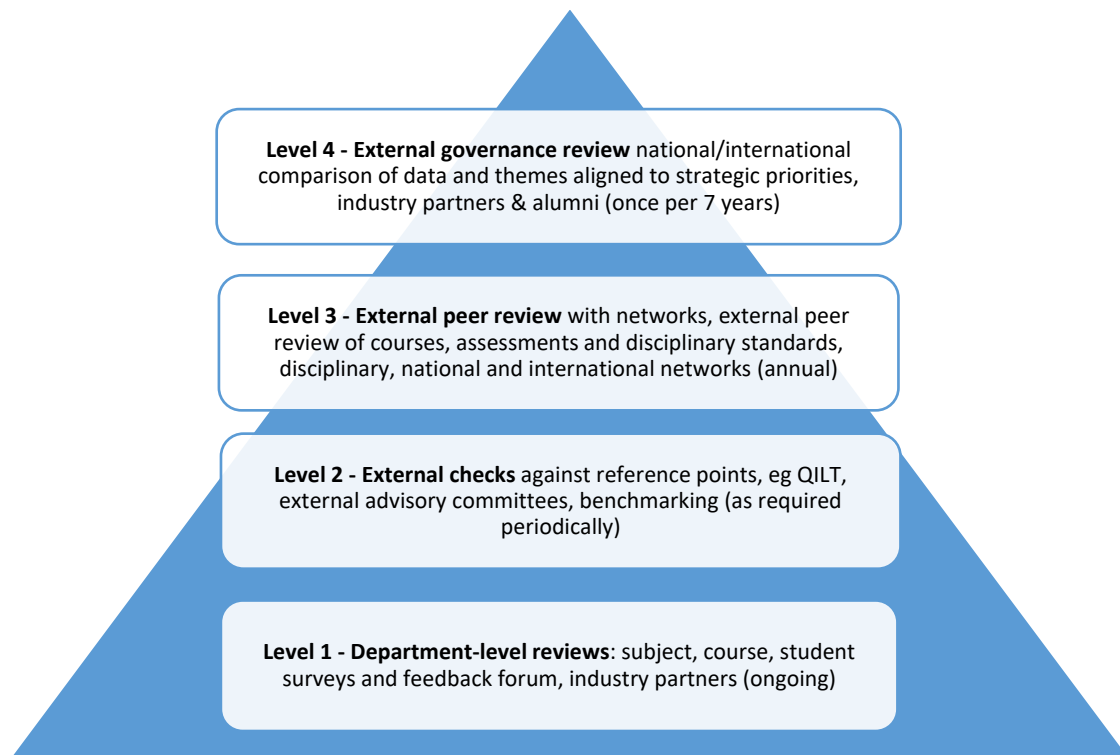 Level 4 - External governance review national/international
comparison of data and themes aligned to strategic priorities,
industry partners & alumni (once per 7 years)
Level 3 - External peer review with networks, external peer
review of courses, assessments and disciplinary standards,
disciplinary, national and international networks (annual)
Level 2 - External checks against reference points, eg QILT,
external advisory committees, benchmarking (as required
periodically)
Level 1 - Department-level reviews: subject, course, student
surveys and feedback forum, industry partners (ongoing)